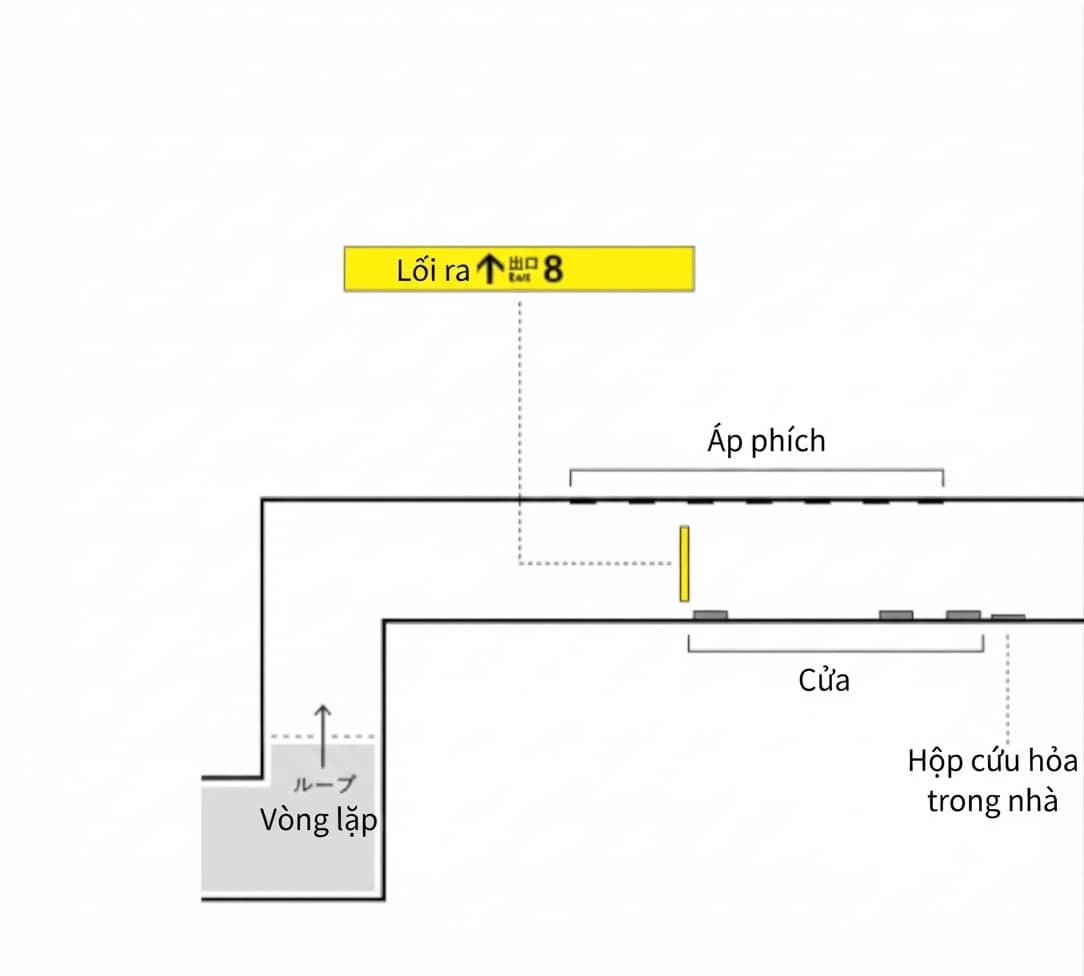 Lối ra ↑ 出口 Exit 8
Áp phích
Cửa
Hộp cứu hỏa
trong nhà
ループ
Vòng lặp